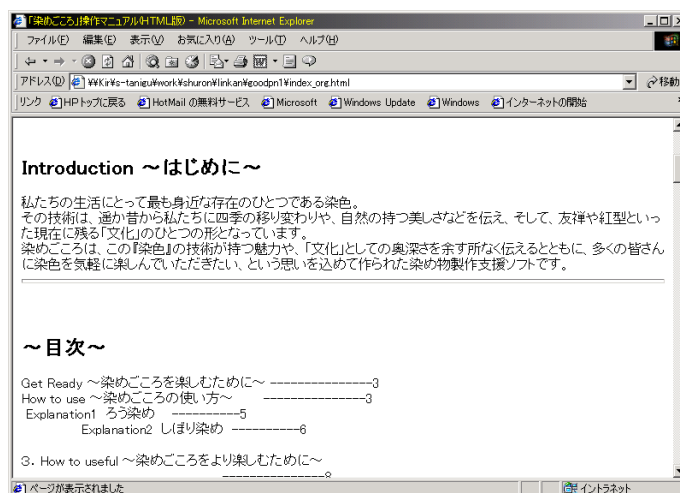 「染めごころ」操作マニュアル(HTML版) - Microsoft Internet Explorer
ファイル(F) 編集(E) 表示(V) お気に入り(A) ツール(T) ヘルプ(H)
アドレス(D) ¥¥Kir¥s-tanigu¥work¥shuron¥linkan¥goodpn1¥index_org.html 移動
リンク HPトップに戻る HotMail の無料サービス Microsoft Windows Update Windows インターネットの開始
Introduction ～はじめに～
私たちの生活にとって最も身近な存在のひとつである染色。
その技術は、遥か昔から私たちに四季の移り変わりや、自然の持つ美しさなどを伝え、そして、友禅や紅型といっ
た現在に残る「文化」のひとつの形となっています。
染めごころは、この『染色』の技術が持つ魅力や、「文化」としての奥深さを余す所なく伝えるとともに、多くの皆さん
に染色を気軽に楽しんでいただきたい、という思いを込めて作られた染め物製作支援ソフトです。
～目次～
Get Ready ～染めごころを楽しむために～ ---------------3
How to use ～染めごころの使い方～ ---------------3
Explanation1 ろう染め ----------5
Explanation2 しぼり染め ----------6
3. How to useful ～染めごころをより楽しむために～
---------------8
ページが表示されました イントラネット